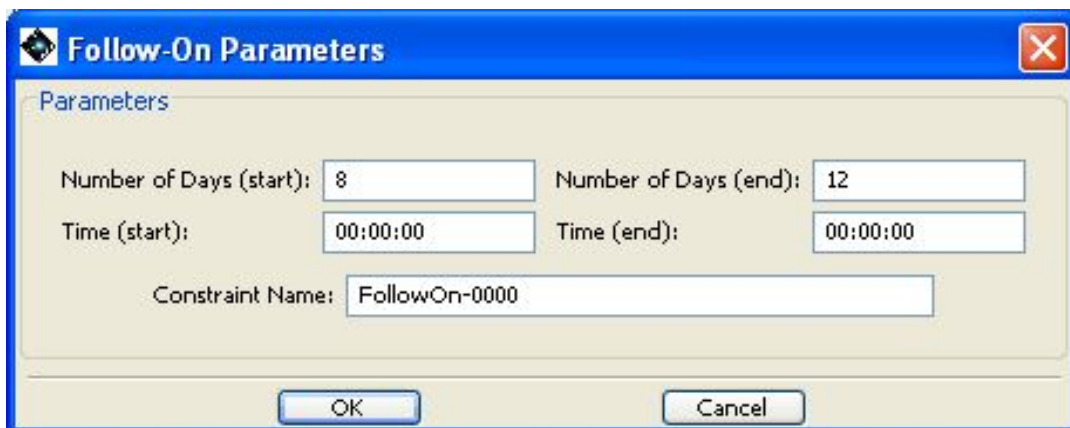 Follow-On Parameters
Parameters
Number of Days (start): 8 Number of Days (end): 12
Time (start): 00:00:00 Time (end): 00:00:00
Constraint Name: FollowOn-0000
OK Cancel